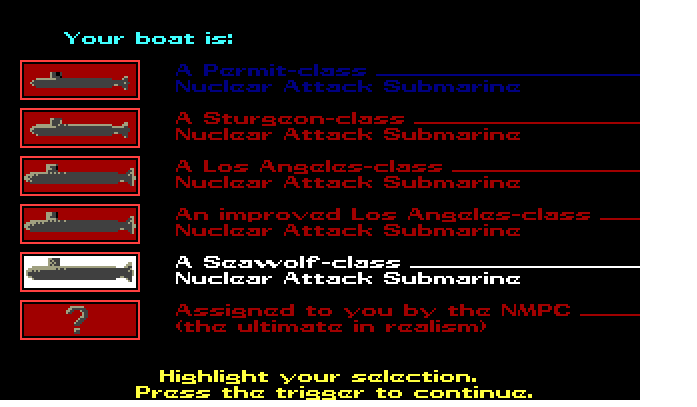 Your boat is:
A Permit-class
Nuclear Attack Submarine
A Sturgeon-class
Nuclear Attack Submarine
A Los Angeles-class
Nuclear Attack Submarine
An improved Los Angeles-class
Nuclear Attack Submarine
A Seawolf-class
Nuclear Attack Submarine
?
Assigned to you by the NMPC
(the ultimate in realism)
Highlight your selection.
Press the trigger to continue.